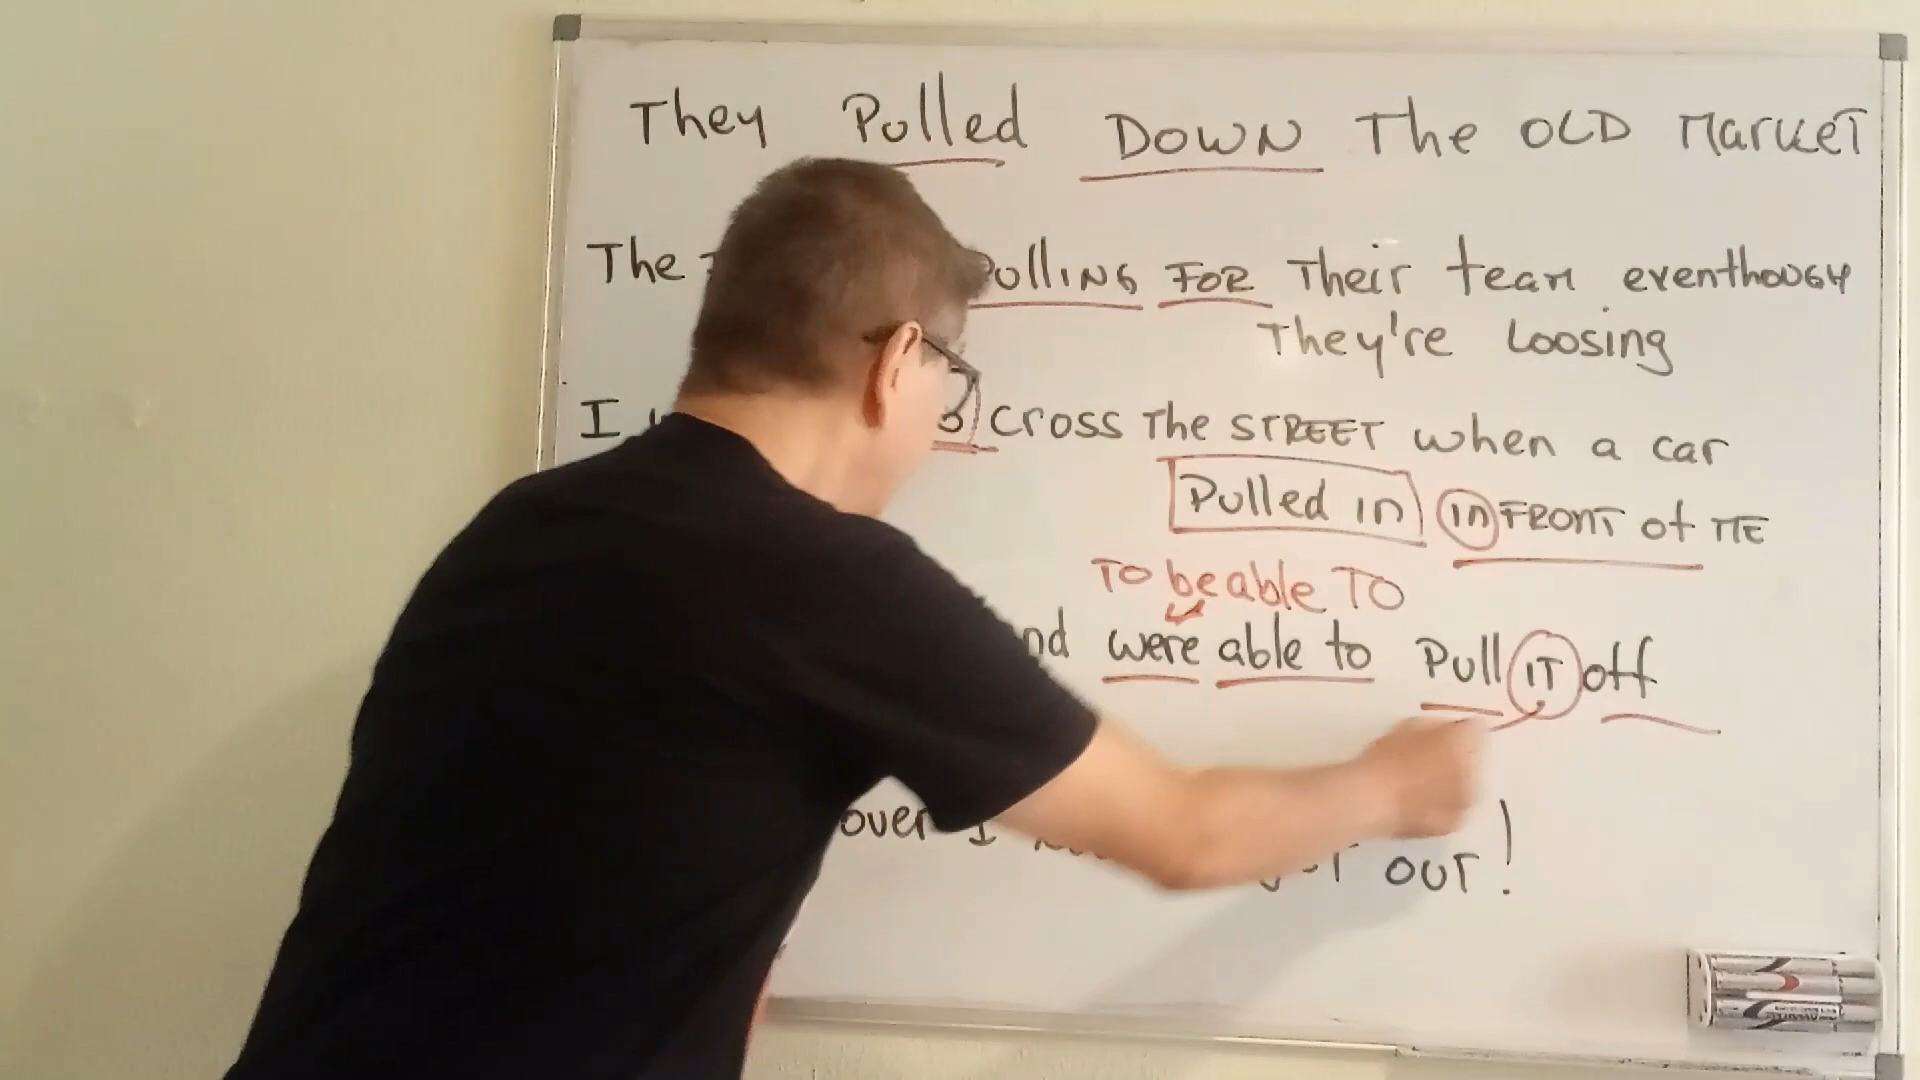 They Pulled DOWN The OLD MARKET
The Pulling FOR Their team eventhough
They're Loosing
I cross The STREET when a car
Pulled in in FRONT of ME
TO be able TO
were able to Pull IT off
over I out!